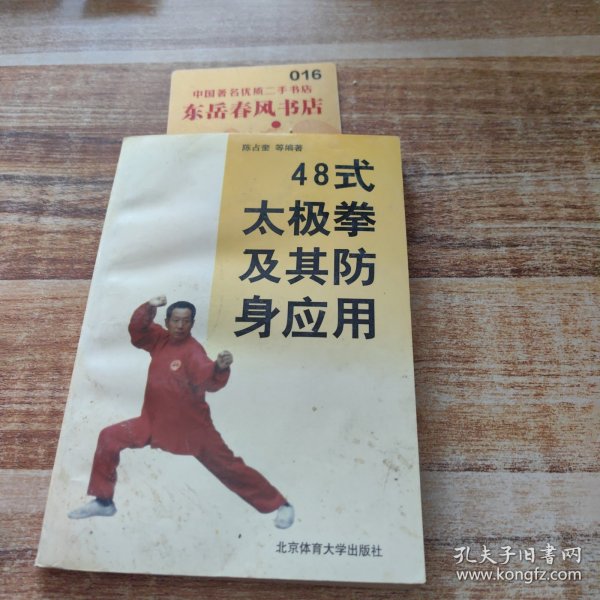 016
中国著名优质二手书店
东岳春风书店
陈占奎 等编著
48式
太极拳
及其防
身应用
北京体育大学出版社
孔夫子旧书网
www.kongfz.com